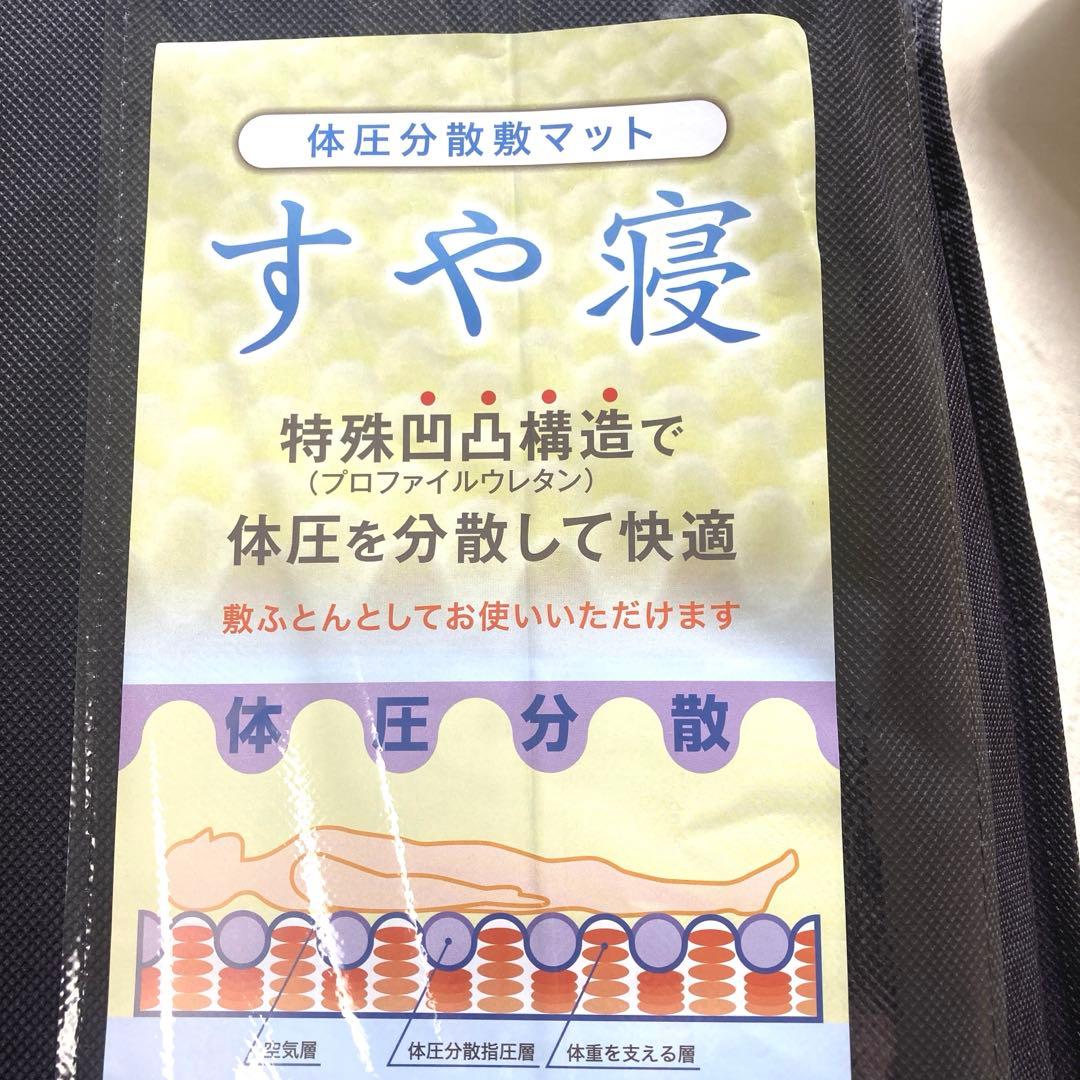 体圧分散敷マット
すや寝
特殊凹凸構造で
（プロファイルウレタン）
体圧を分散して快適
敷ふとんとしてお使いいただけます
体圧分散
空気層
体圧分散指圧層
体重を支える層